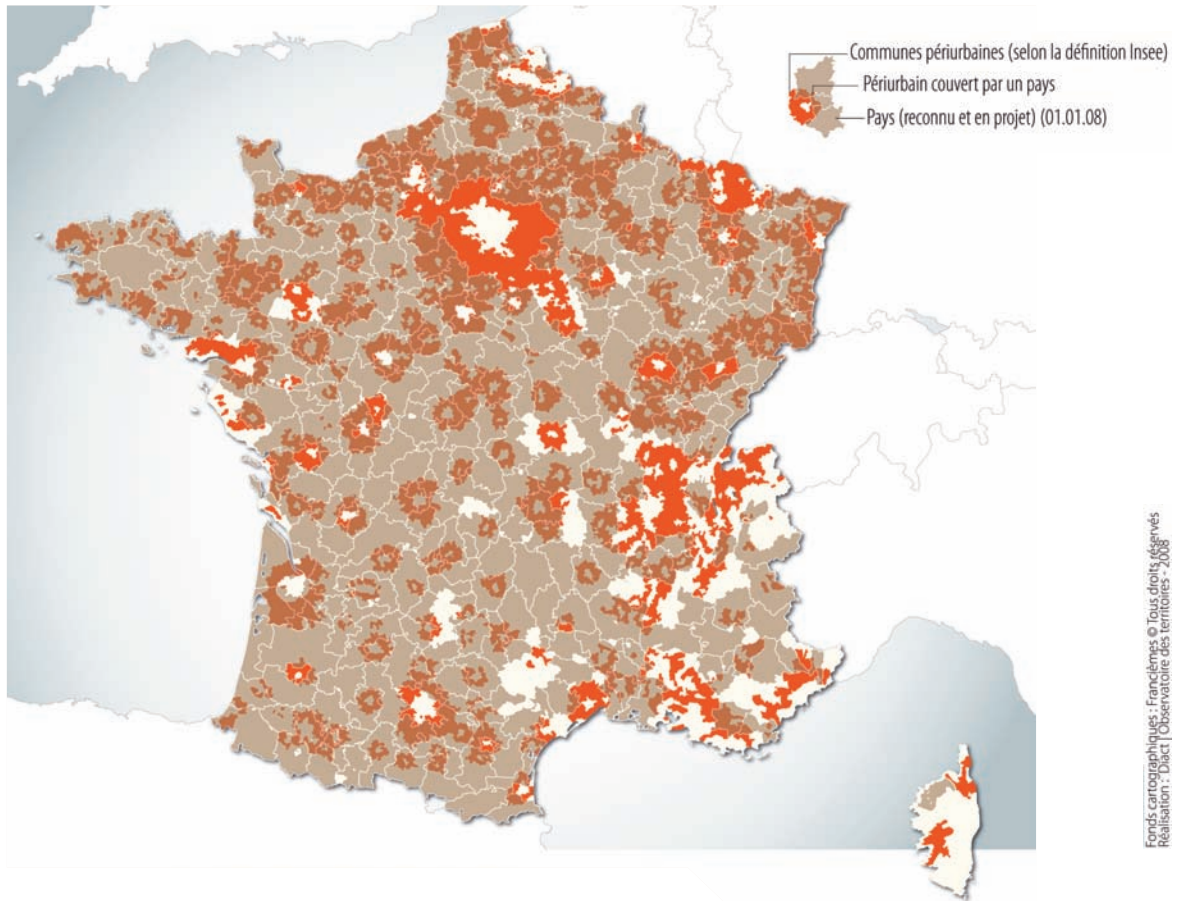 Communes périurbaines (selon la définition Insee)
Périurbain couvert par un pays
Pays (reconnu et en projet) (01.01.08)
Fonds cartographiques : Francièmes © Tous droits réservés
Réalisation : Diact | Observatoire des territoires - 2008